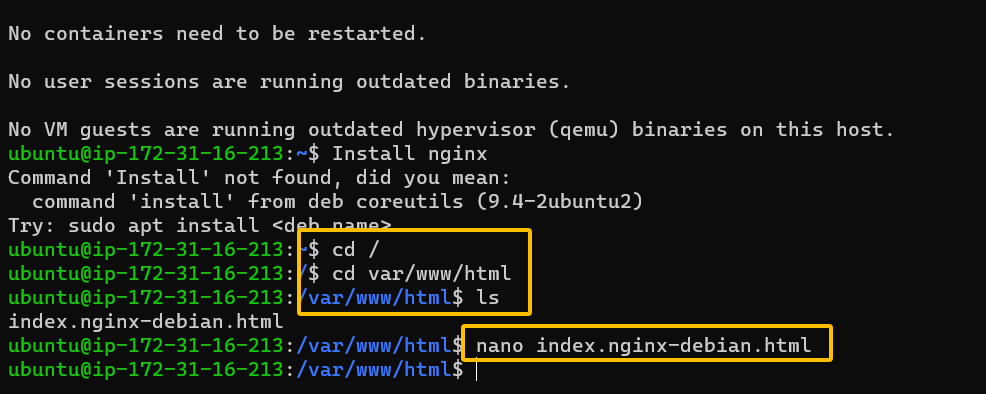 No containers need to be restarted.
No user sessions are running outdated binaries.
No VM guests are running outdated hypervisor (qemu) binaries on this host.
ubuntu@ip-172-31-16-213:~$ Install nginx
Command 'Install' not found, did you mean:
  command 'install' from deb coreutils (9.4-2ubuntu2)
Try: sudo apt install <deb name>
ubuntu@ip-172-31-16-213:~$ cd /
ubuntu@ip-172-31-16-213:/$ cd var/www/html
ubuntu@ip-172-31-16-213:/var/www/html$ ls
index.nginx-debian.html
ubuntu@ip-172-31-16-213:/var/www/html$ nano index.nginx-debian.html
ubuntu@ip-172-31-16-213:/var/www/html$